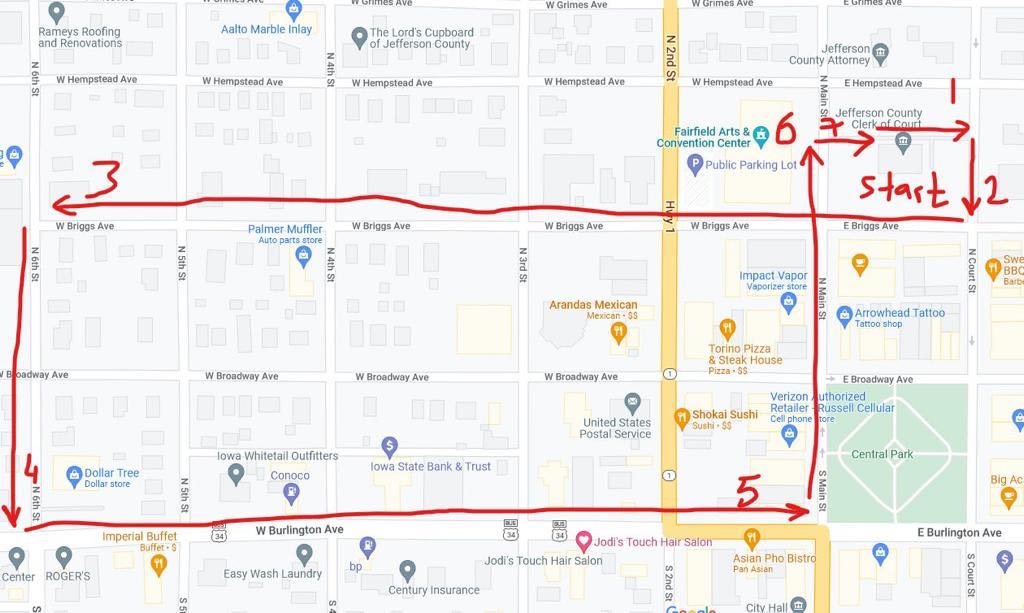 W Grimes Ave
W Grimes Ave
W Grimes Ave
E Grimes Ave
Rameys Roofing
and Renovations
Aalto Marble Inlay
The Lord's Cupboard
of Jefferson County
N 6th St
N 4th St
N 2nd St
Jefferson
County Attorney
W Hempstead Ave
W Hempstead Ave
W Hempstead Ave
W Hempstead Ave
W Hempstead Ave
E Hempstead Ave
N Main St
1
Jefferson County
Clerk of Court
Fairfield Arts &
Convention Center
6
7
Public Parking Lot
3
start
2
Hwy 1
W Briggs Ave
W Briggs Ave
W Briggs Ave
W Briggs Ave
W Briggs Ave
E Briggs Ave
Palmer Muffler
Auto parts store
N 6th St
N 5th St
N 4th St
N 3rd St
N Main St
N Court St
Swe
BBQ
Barbe
Impact Vapor
Vaporizer store
Arandas Mexican
Mexican • $$
Arrowhead Tattoo
Tattoo shop
Torino Pizza
& Steak House
Pizza • $$
W Broadway Ave
W Broadway Ave
W Broadway Ave
W Broadway Ave
1
E Broadway Ave
Verizon Authorized
Retailer - Russell Cellular
Cell phone store
Shokai Sushi
Sushi • $$
United States
Postal Service
Central Park
4
Dollar Tree
Dollar store
Iowa Whitetail Outfitters
Conoco
Iowa State Bank & Trust
1
5
Big Ac
N 6th St
N 5th St
S Main St
BUS
34
W Burlington Ave
BUS
34
BUS
34
E Burlington Ave
Imperial Buffet
Buffet • $
Jodi's Touch Hair Salon
Jodi's Touch Hair Salon
Asian Pho Bistro
Pan Asian
Center
ROGER'S
Easy Wash Laundry
bp
Century Insurance
S 2nd St
S Court St
City Hall
Google